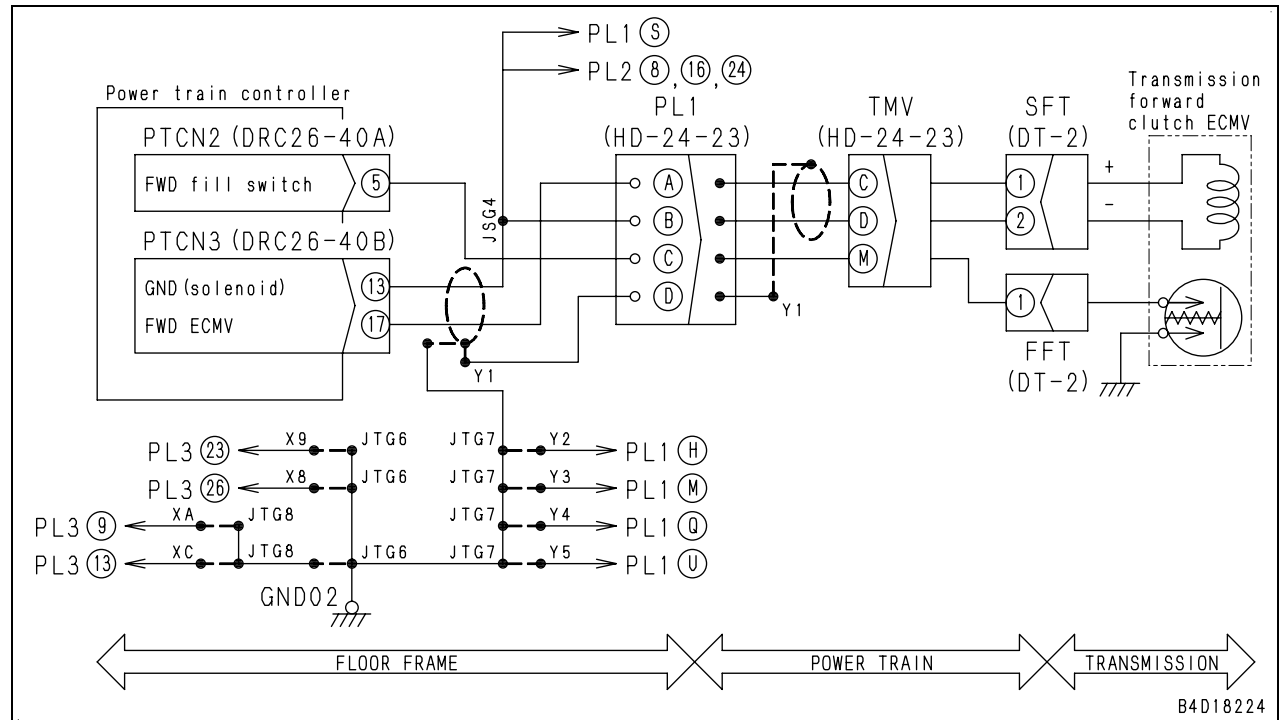 PL1 (S)
PL2 (8), (16), (24)
Power train controller
PTCN2 (DRC26-40A)
FWD fill switch
5
PTCN3 (DRC26-40B)
GND (solenoid)
13
FWD ECMV
17
JSG4
Y1
PL1
(HD-24-23)
A
B
C
D
Y1
TMV
(HD-24-23)
C
D
M
SFT
(DT-2)
1
2
+
-
1
FFT
(DT-2)
Transmission
forward
clutch ECMV
PL3 (23) X9 JTG6 JTG7 Y2 PL1 (H)
PL3 (26) X8 JTG6 JTG7 Y3 PL1 (M)
PL3 (9) XA JTG8 JTG7 Y4 PL1 (Q)
PL3 (13) XC JTG8 JTG6 JTG7 Y5 PL1 (U)
GND02
FLOOR FRAME
POWER TRAIN
TRANSMISSION
B4D18224